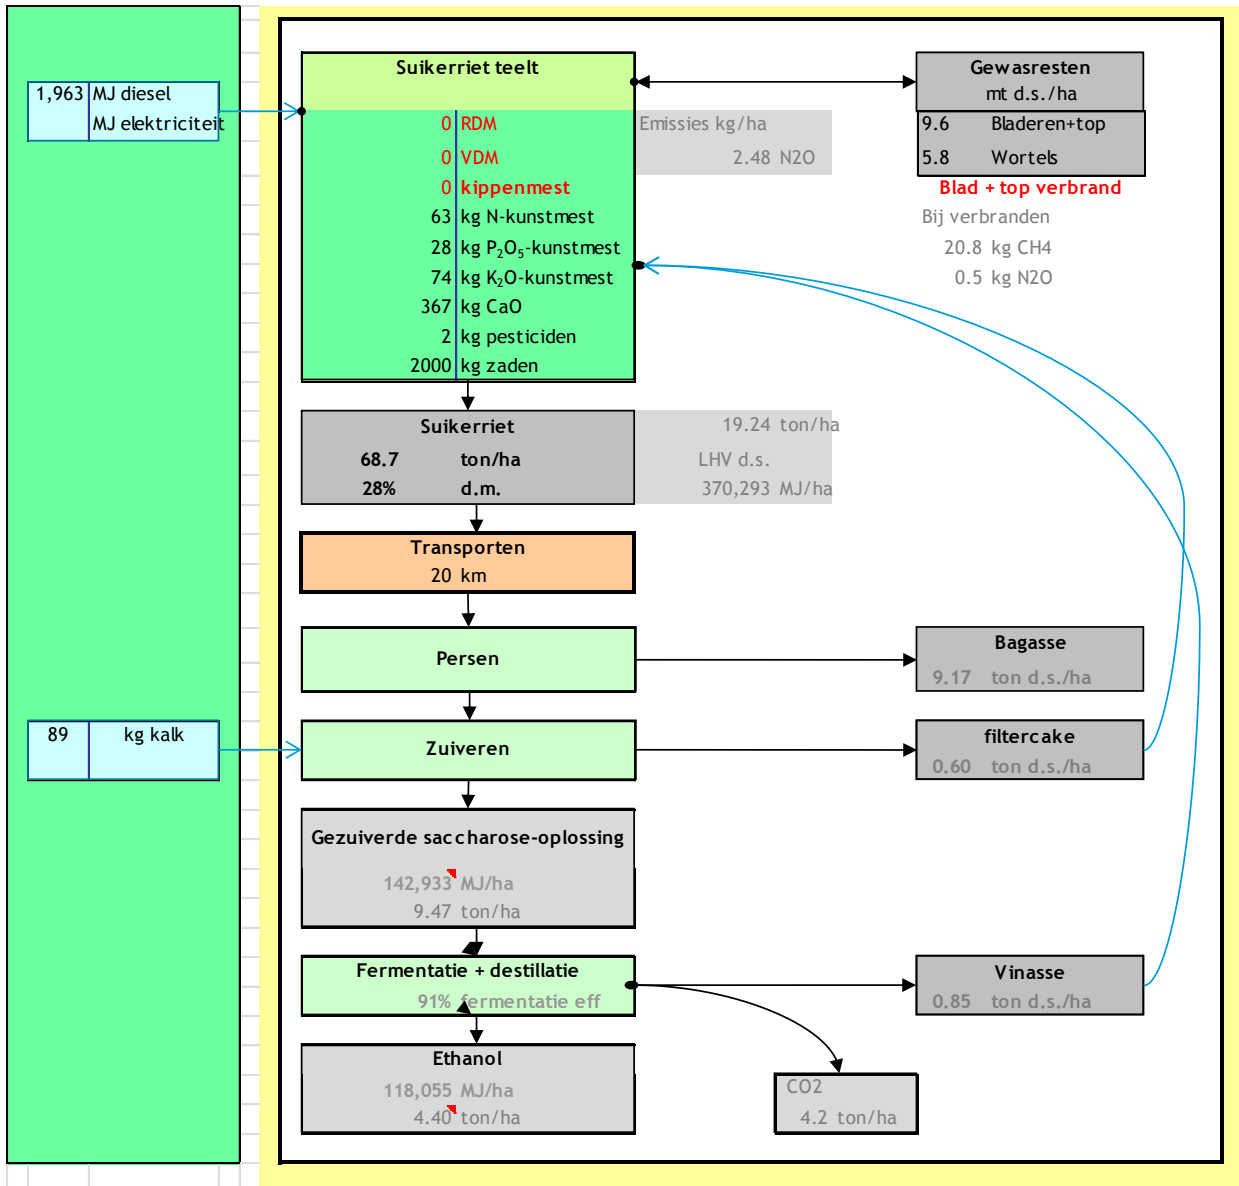 Suikerriet teelt
Gewasresten
mt d.s./ha
1,963 MJ diesel
MJ elektriciteit
0 RDM
Emissies kg/ha
9.6 Bladeren+top
0 VDM
2.48 N2O
5.8 Wortels
0 kippenmest
Blad + top verbrand
63 kg N-kunstmest
Bij verbranden
28 kg P₂O₅-kunstmest
20.8 kg CH4
74 kg K₂O-kunstmest
0.5 kg N2O
367 kg CaO
2 kg pesticiden
2000 kg zaden
Suikerriet
19.24 ton/ha
68.7 ton/ha
LHV d.s.
28% d.m.
370,293 MJ/ha
Transporten
20 km
Persen
Bagasse
9.17 ton d.s./ha
89 kg kalk
Zuiveren
filtercake
0.60 ton d.s./ha
Gezuiverde saccharose-oplossing
142,933 MJ/ha
9.47 ton/ha
Fermentatie + destillatie
91% fermentatie eff
Vinasse
0.85 ton d.s./ha
Ethanol
118,055 MJ/ha
4.40 ton/ha
CO2
4.2 ton/ha